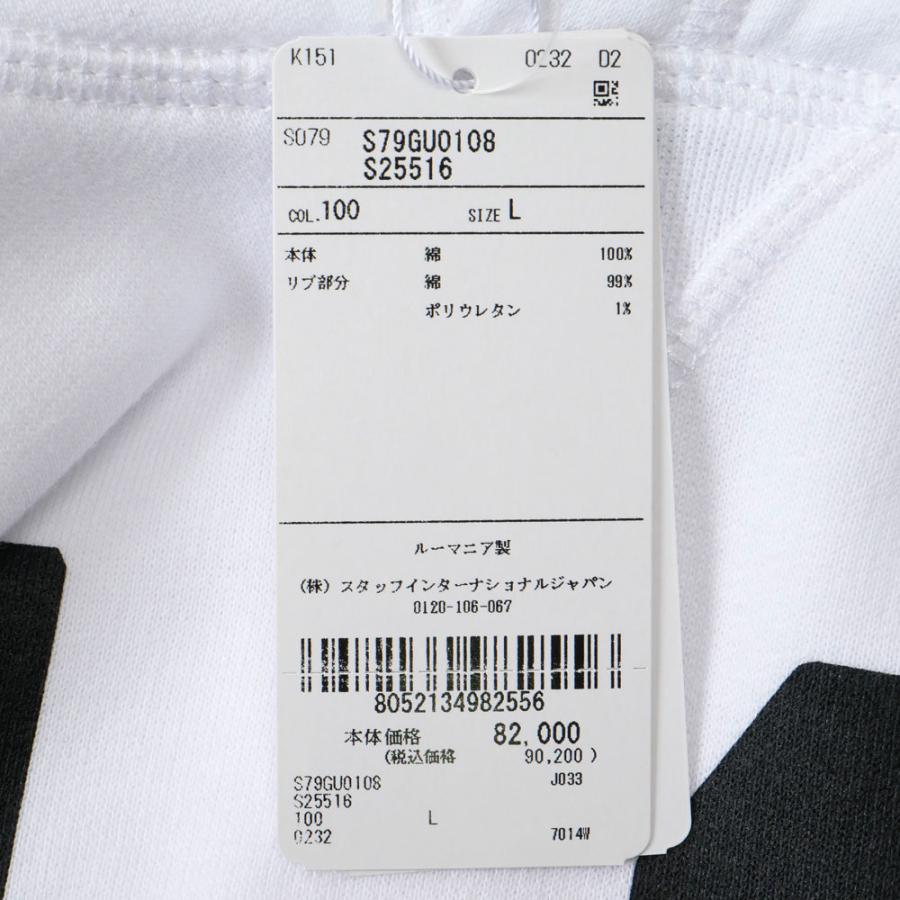 K151 0232 D2
S079 S79GU0108
S25516
COL.100 SIZE L
本体 綿 100%
リブ部分 綿 99%
ポリウレタン 1%
ルーマニア製
(株)スタッフインターナショナルジャパン
0120-106-067
8052134982556
本体価格 82,000
(税込価格 90,200)
S79GU0108 J033
S25516
100 L
0232 7014W